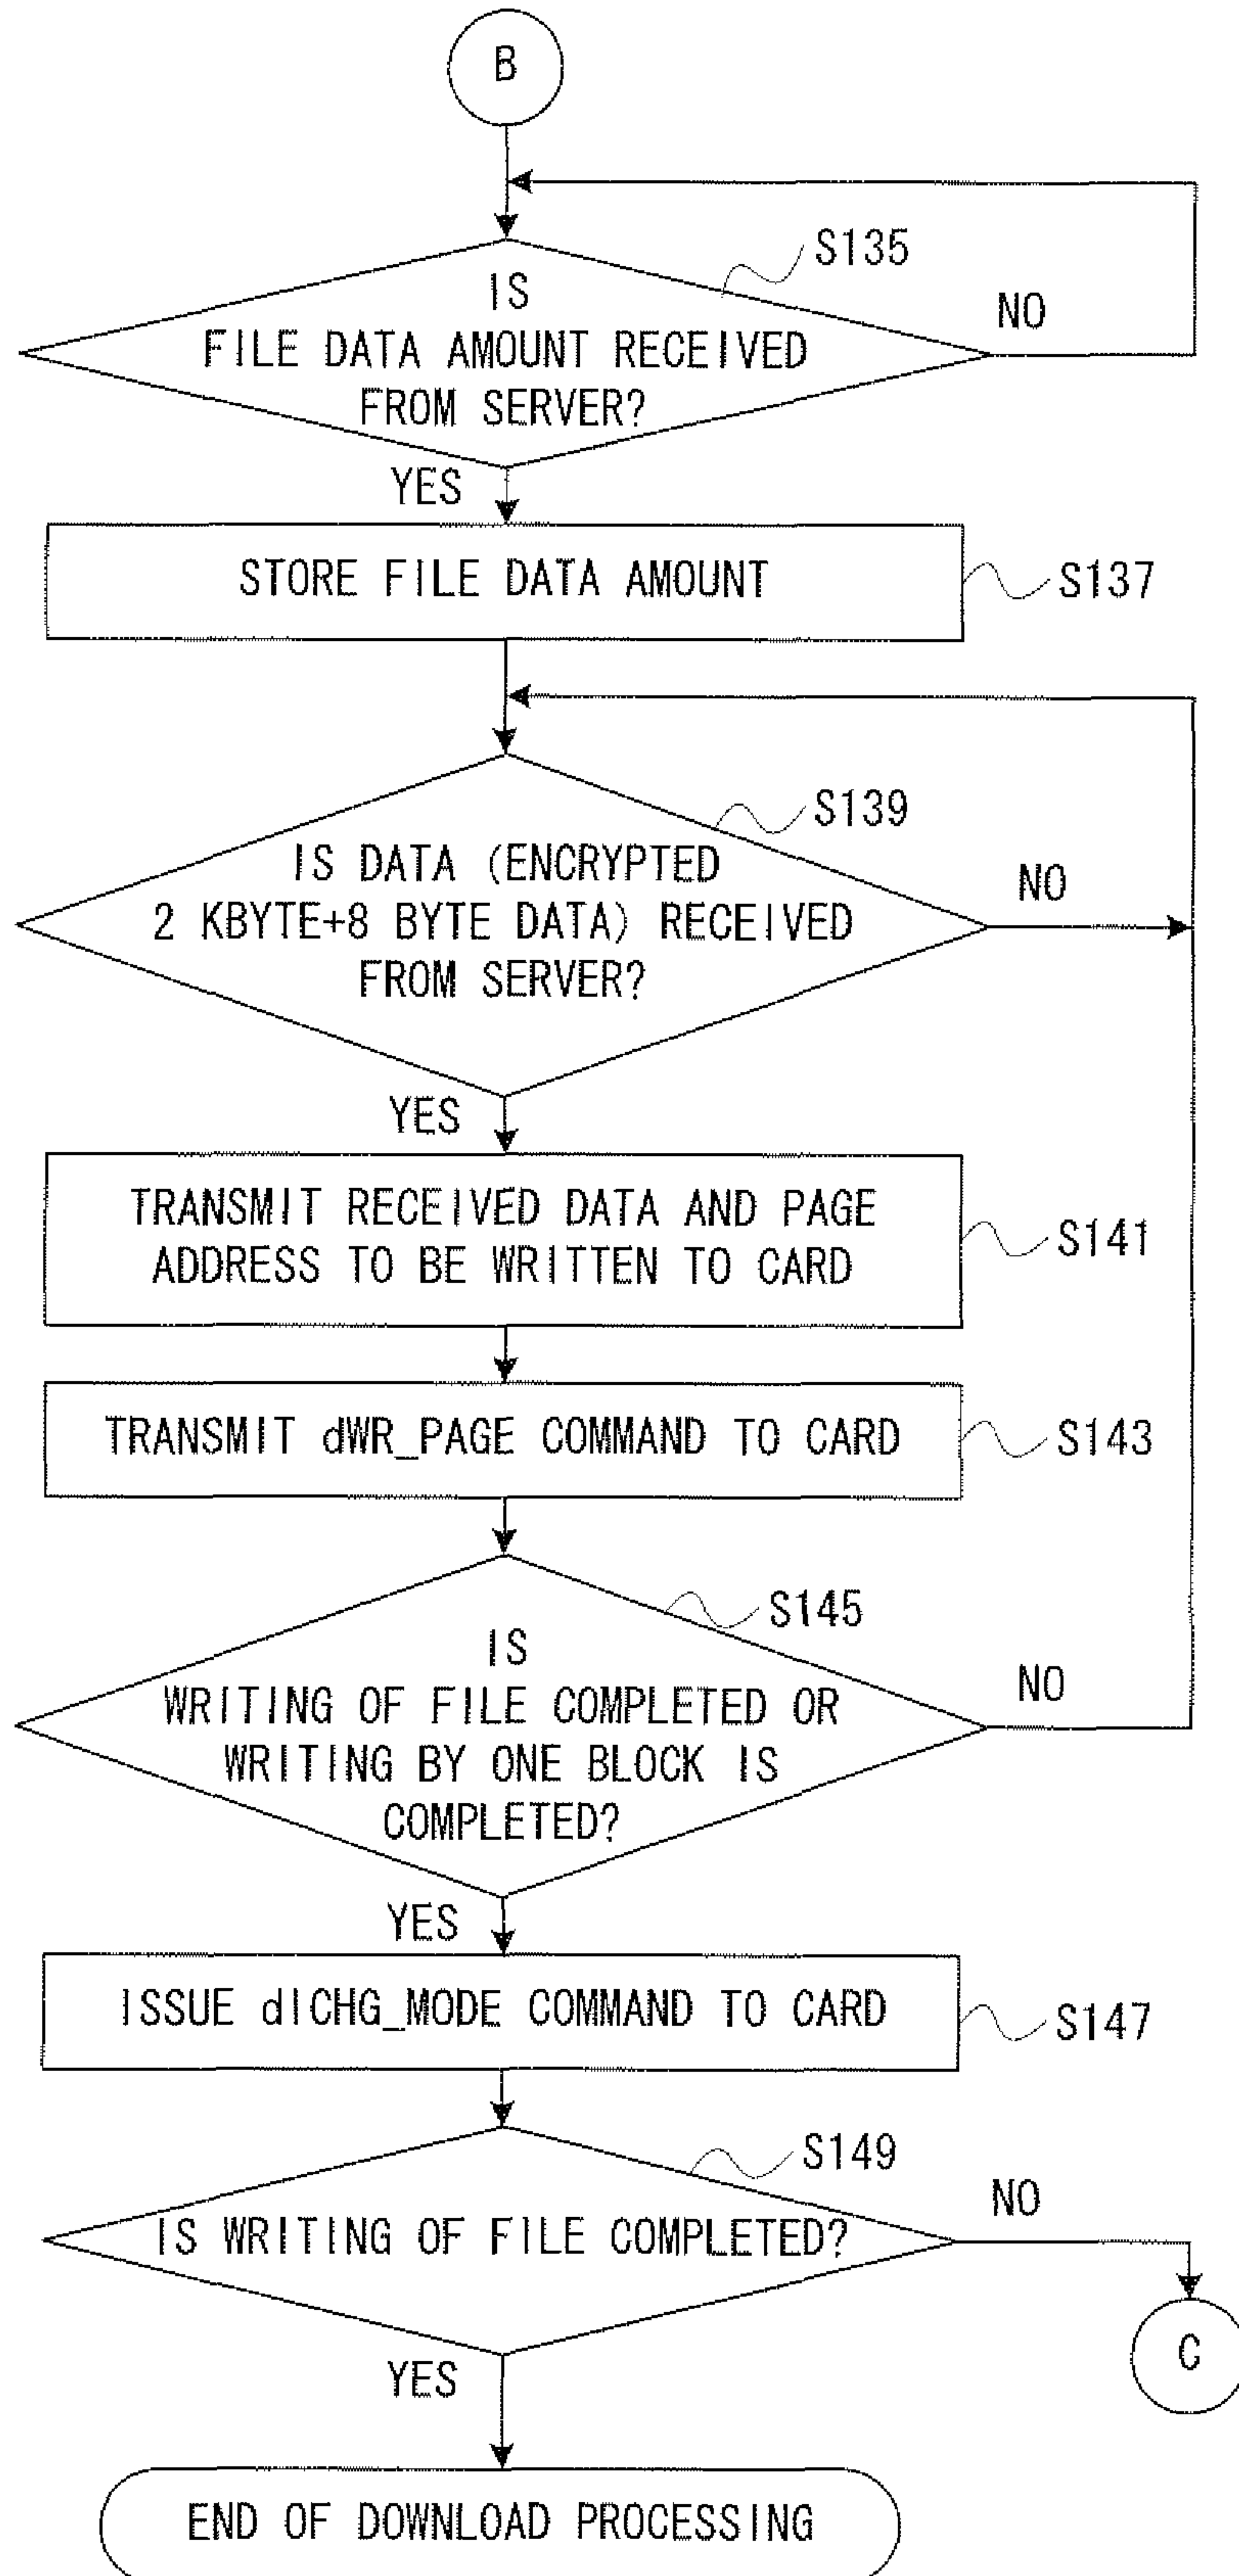 B
S135
IS
FILE DATA AMOUNT RECEIVED
FROM SERVER?
NO
YES
STORE FILE DATA AMOUNT
S137
S139
IS DATA (ENCRYPTED
2 KBYTE+8 BYTE DATA) RECEIVED
FROM SERVER?
NO
YES
TRANSMIT RECEIVED DATA AND PAGE
ADDRESS TO BE WRITTEN TO CARD
S141
TRANSMIT dWR_PAGE COMMAND TO CARD
S143
S145
IS
WRITING OF FILE COMPLETED OR
WRITING BY ONE BLOCK IS
COMPLETED?
NO
YES
ISSUE dICHG_MODE COMMAND TO CARD
S147
S149
IS WRITING OF FILE COMPLETED?
NO
C
YES
END OF DOWNLOAD PROCESSING